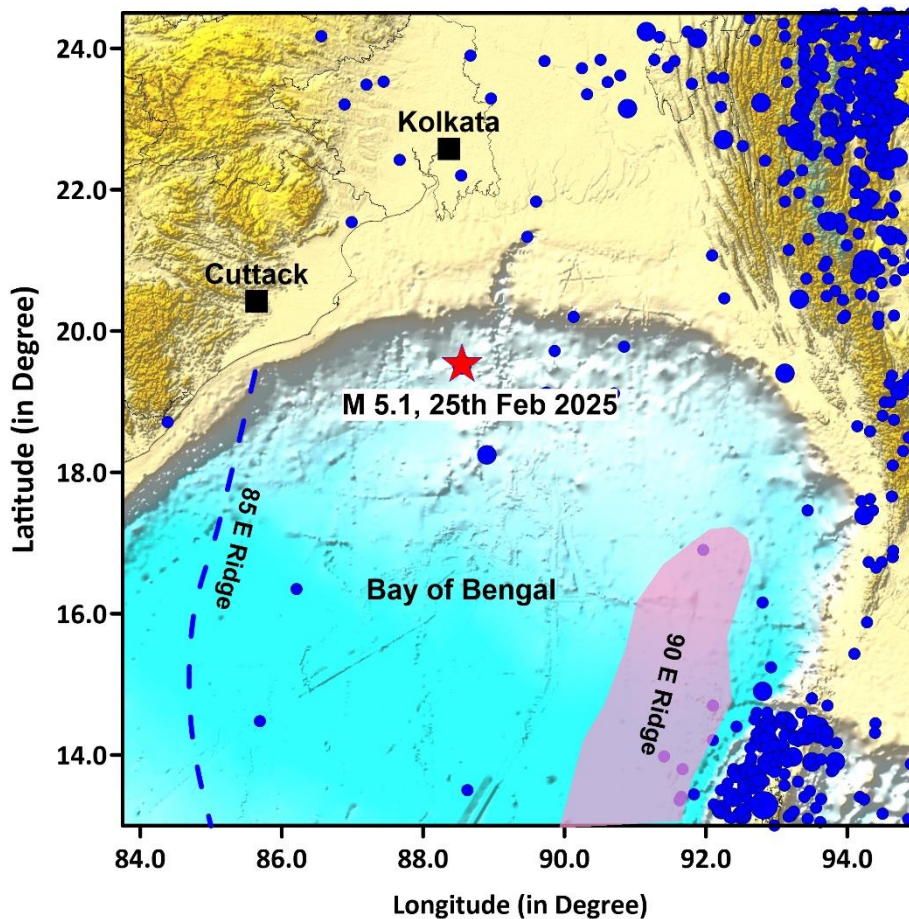 24.0
Kolkata
22.0
Cuttack
20.0
M 5.1, 25th Feb 2025
18.0
85 E Ridge
Bay of Bengal
16.0
90 E Ridge
14.0
84.0 86.0 88.0 90.0 92.0 94.0
Latitude (in Degree)
Longitude (in Degree)